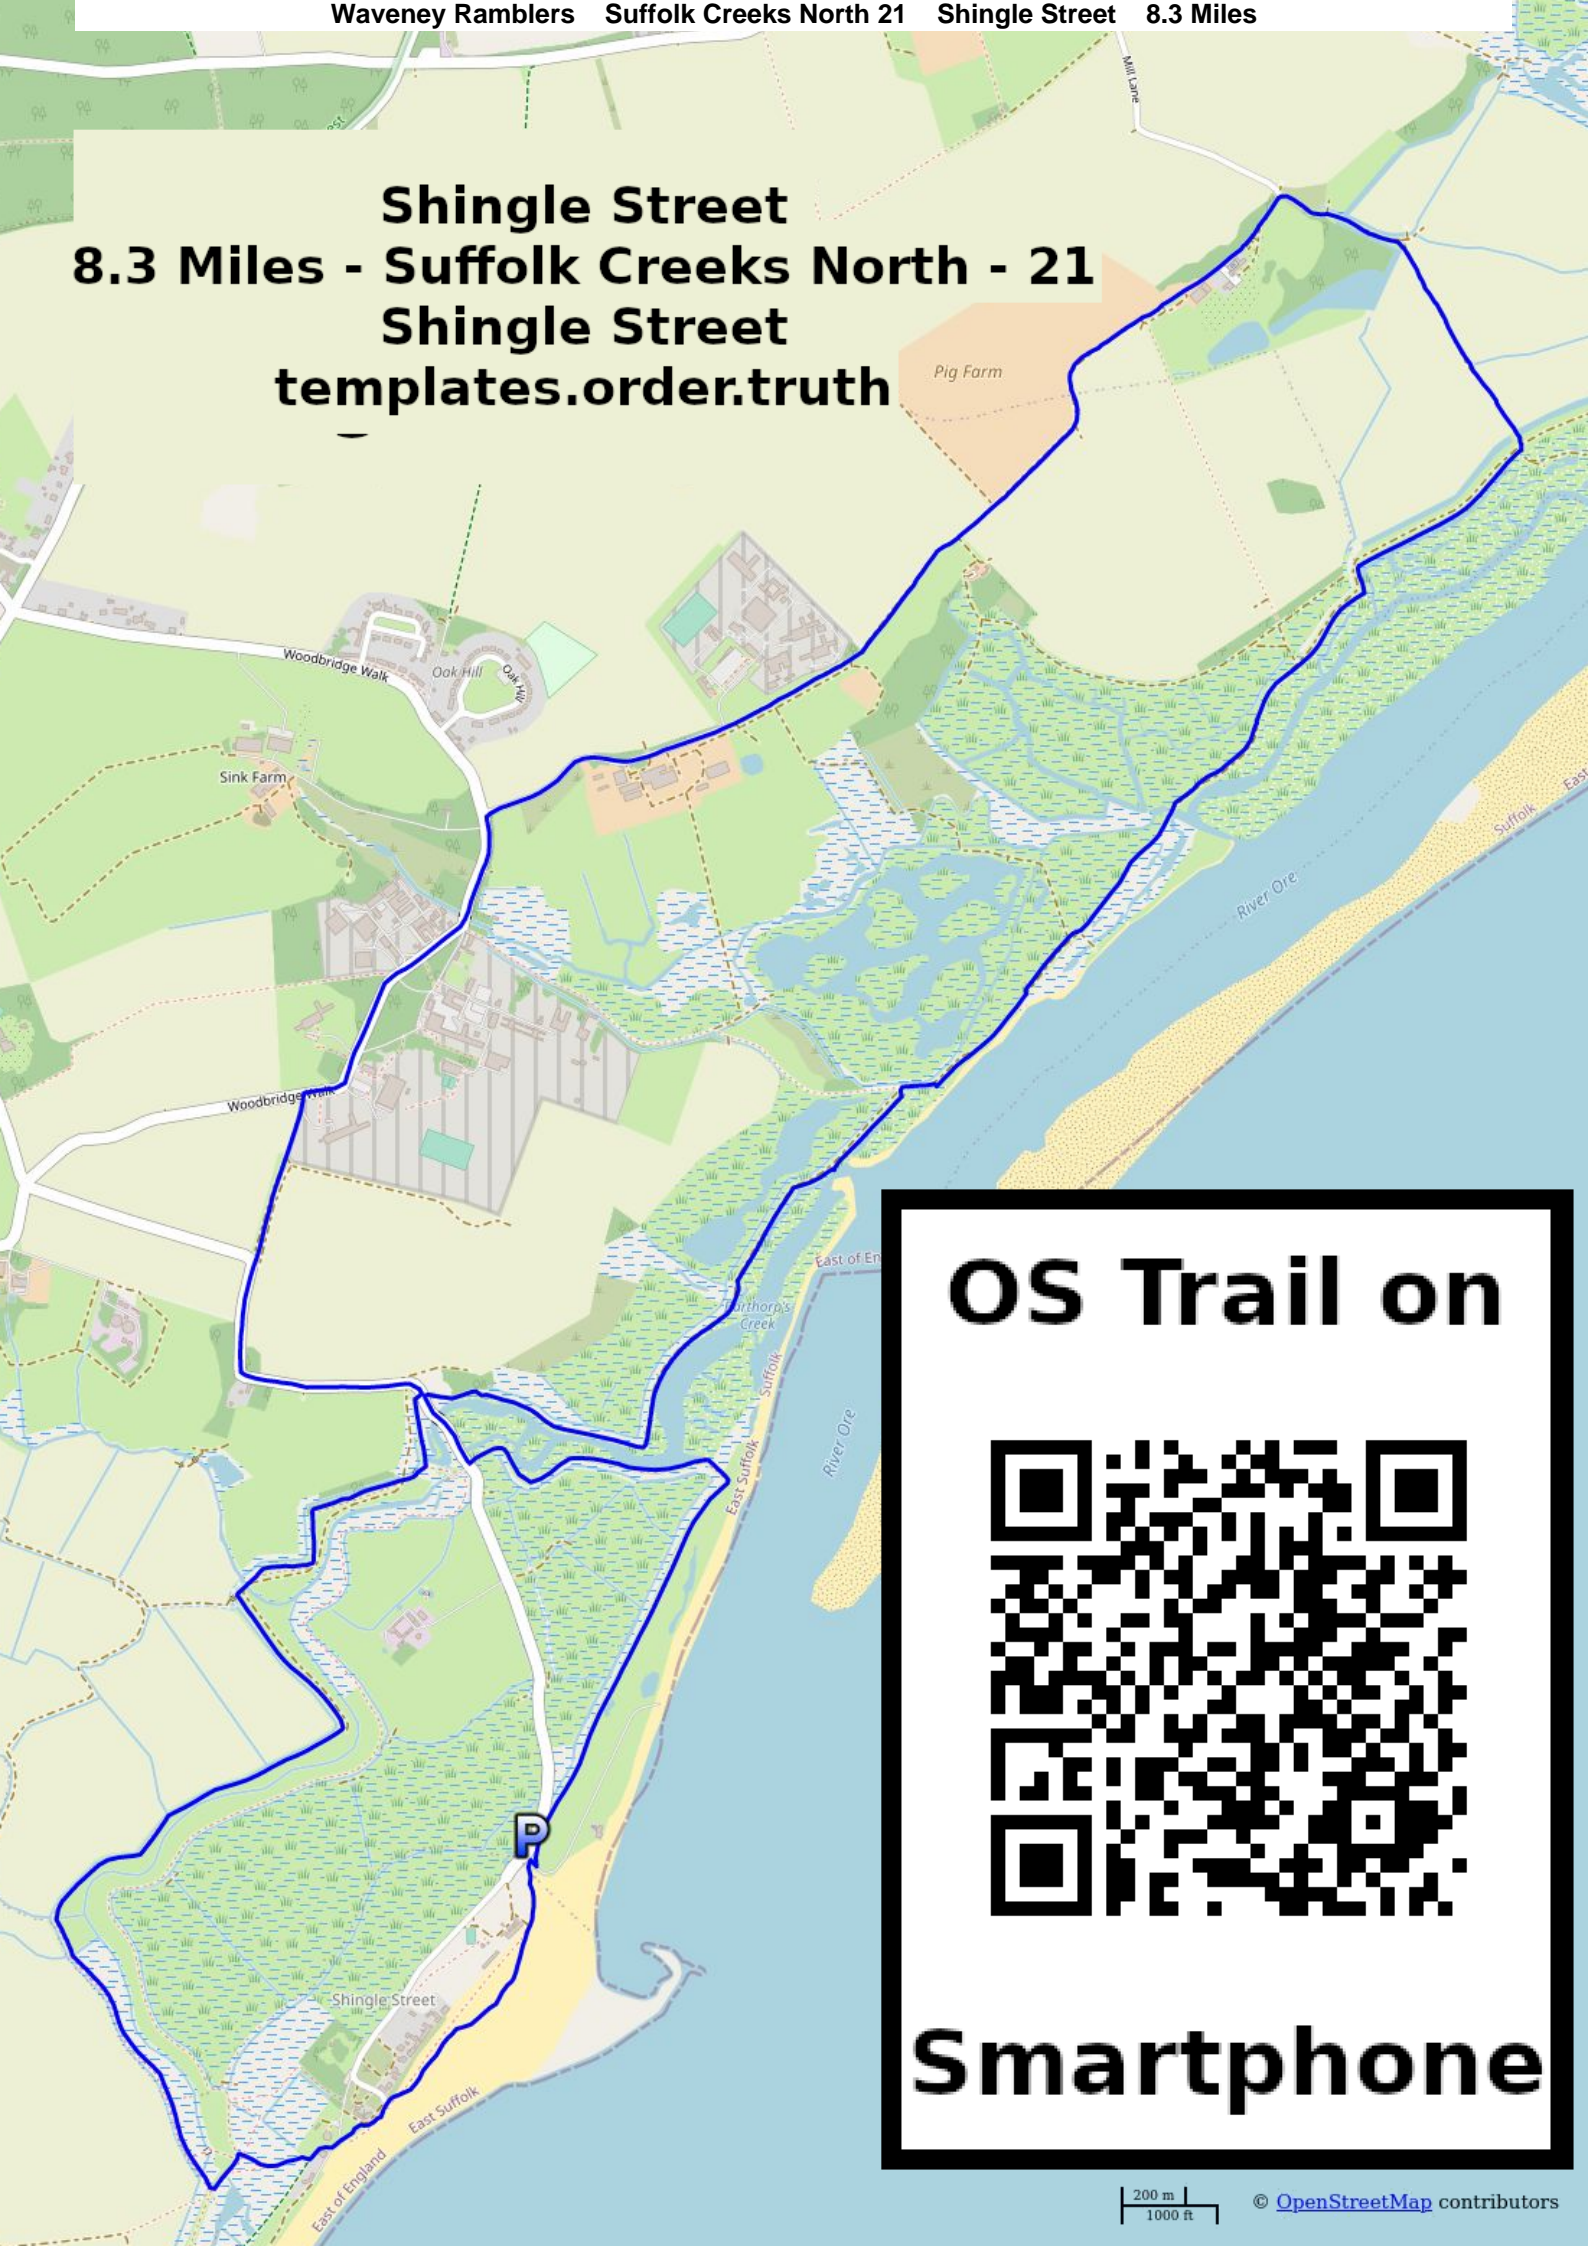 Waveney Ramblers Suffolk Creeks North 21 Shingle Street 8.3 Miles
Mill Lane
Shingle Street
8.3 Miles - Suffolk Creeks North - 21
Shingle Street
templates.order.truth
Pig Farm
Woodbridge Walk
Oak Hill
Oak Hill
Sink Farm
Suffolk
East
River Ore
Woodbridge Walk
East of En
Creek
Suffolk
River Ore
East Suffolk
P
Shingle Street
East Suffolk
East of England
OS Trail on
Smartphone
200 m
1000 ft
© OpenStreetMap contributors